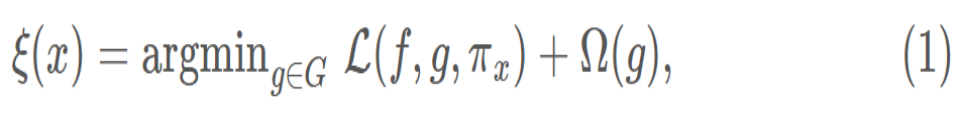 ξ(x) = argmin_{g∈G} ℒ(f, g, π_x) + Ω(g), (1)